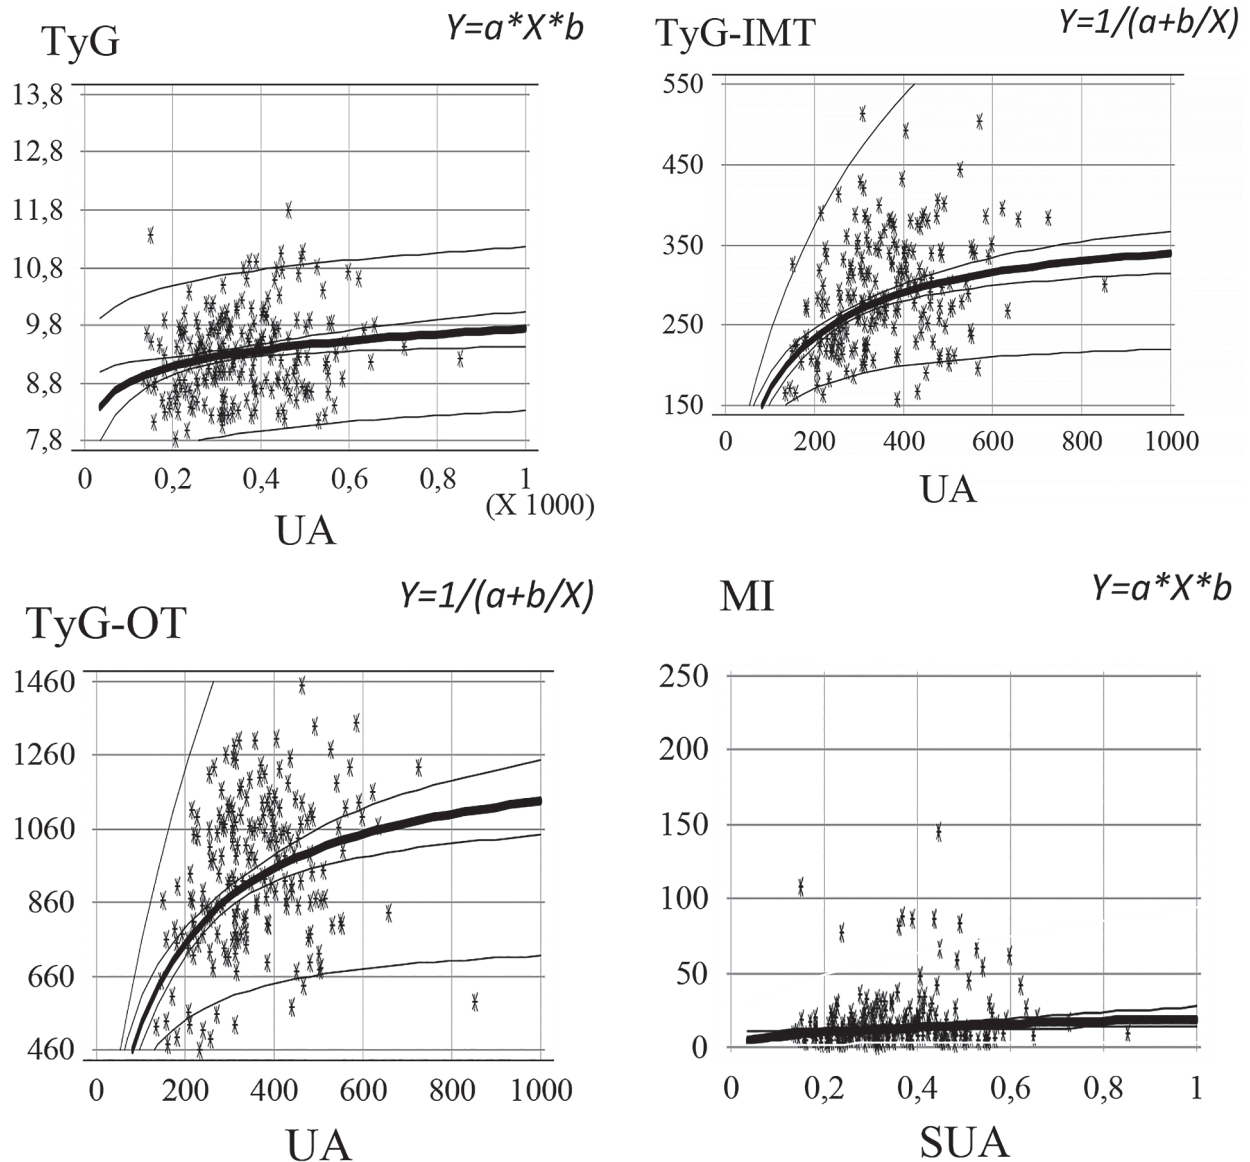 TyG
Y=a*X*b
13,8
12,8
11,8
10,8
9,8
8,8
7,8
0 0,2 0,4 0,6 0,8 1
(X 1000)
UA
TyG-IMT
Y=1/(a+b/X)
550
450
350
250
150
0 200 400 600 800 1000
UA
TyG-OT
Y=1/(a+b/X)
1460
1260
1060
860
660
460
0 200 400 600 800 1000
UA
MI
Y=a*X*b
250
200
150
100
50
0
0 0,2 0,4 0,6 0,8 1
SUA